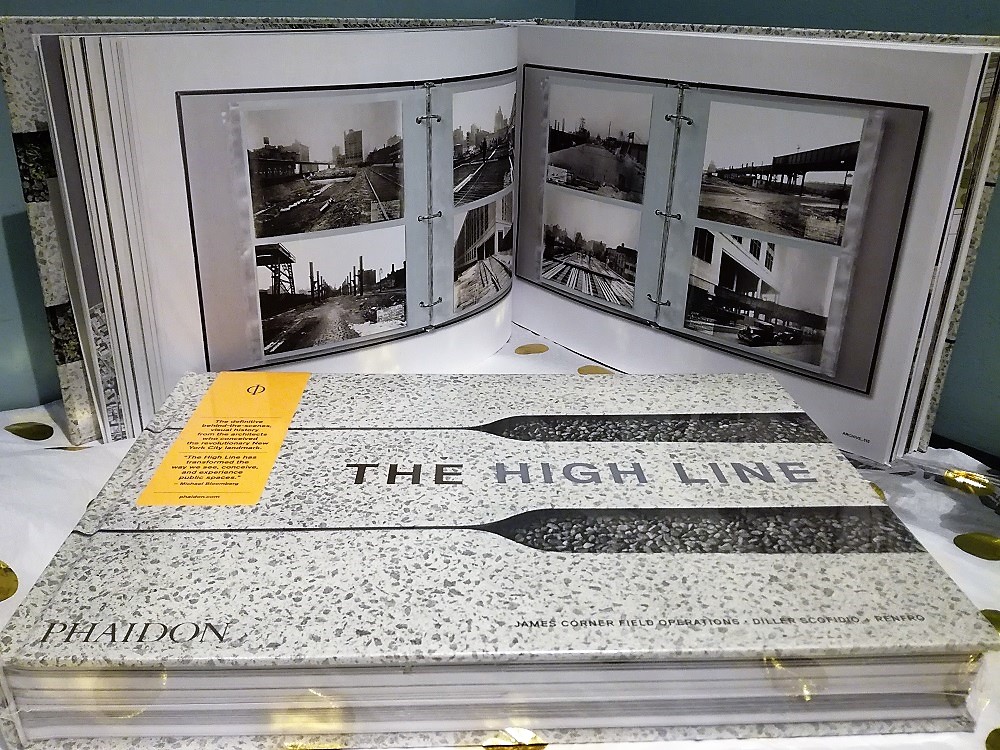 The definitive
behind-the-scenes,
visual history
from the architects
who conceived
the revolutionary New
York City landmark.
"The High Line has
transformed the
way we see, conceive,
and experience
public spaces."
– Michael Bloomberg
phaidon.com
THE HIGH LINE
PHAIDON
JAMES CORNER FIELD OPERATIONS · DILLER SCOFIDIO + RENFRO